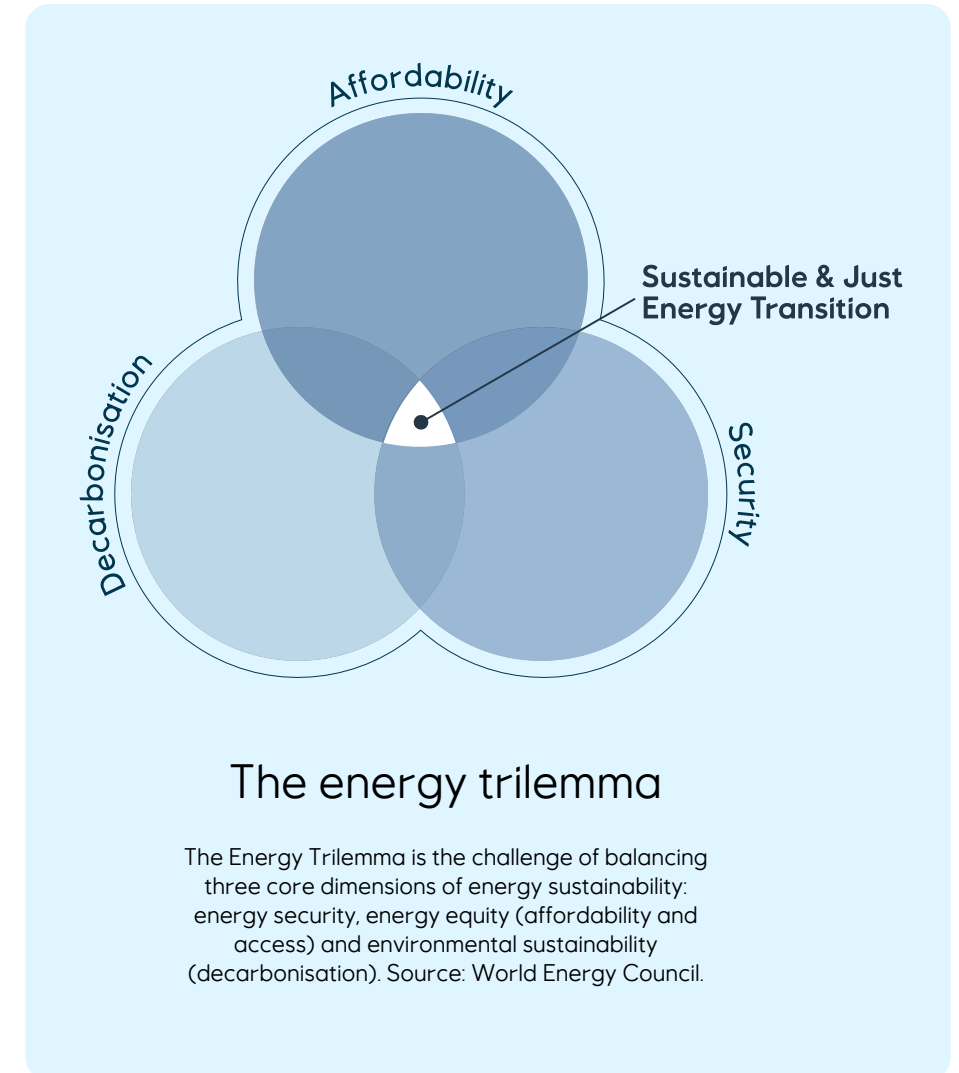 Affordability
Sustainable & Just
Energy Transition
Decarbonisation
Security
The energy trilemma
The Energy Trilemma is the challenge of balancing
three core dimensions of energy sustainability:
energy security, energy equity (affordability and
access) and environmental sustainability
(decarbonisation). Source: World Energy Council.